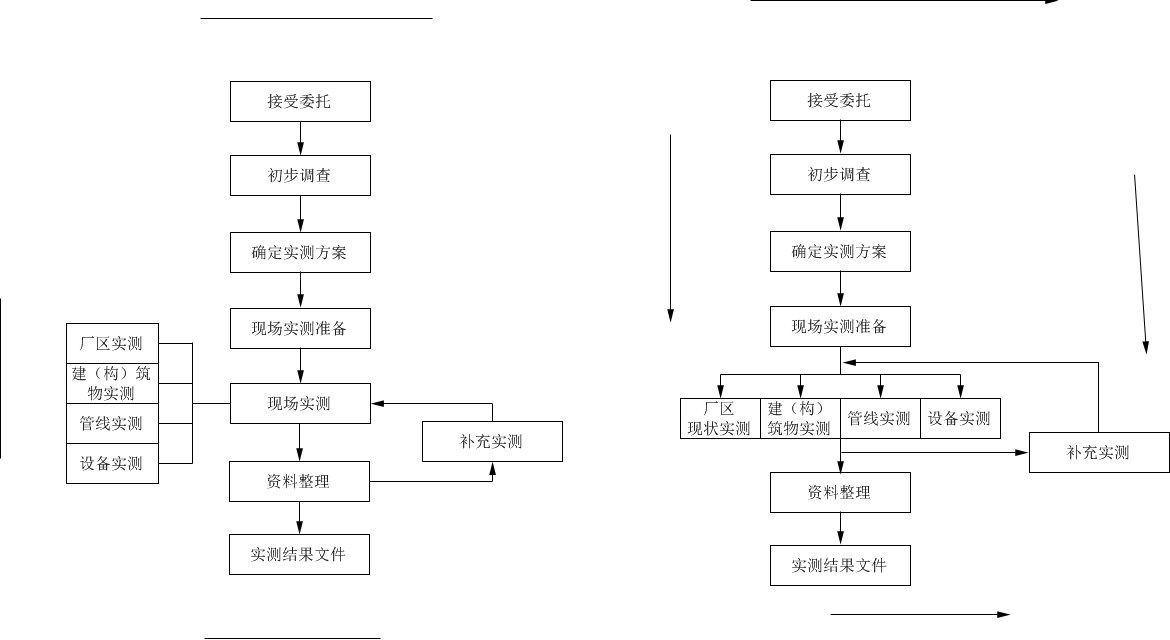 接受委托
初步调查
确定实测方案
现场实测准备
厂区实测
建（构）筑
物实测
管线实测
设备实测
现场实测
补充实测
资料整理
实测结果文件
接受委托
初步调查
确定实测方案
现场实测准备
厂区
现状实测
建（构）
筑物实测
管线实测
设备实测
补充实测
资料整理
实测结果文件